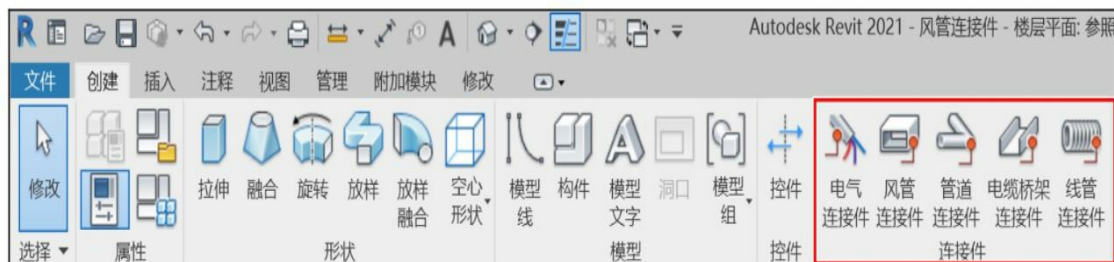 Autodesk Revit 2021 - 风管连接件 - 楼层平面: 参照
文件 创建 插入 注释 视图 管理 附加模块 修改
修改 拉伸 融合 旋转 放样 放样 空心 模型 构件 模型 洞口 模型 控件 电气 风管 管道 电缆桥架 线管
融合 形状 线 文字 组 连接件 连接件 连接件 连接件 连接件
选择 属性 形状 模型 控件 连接件